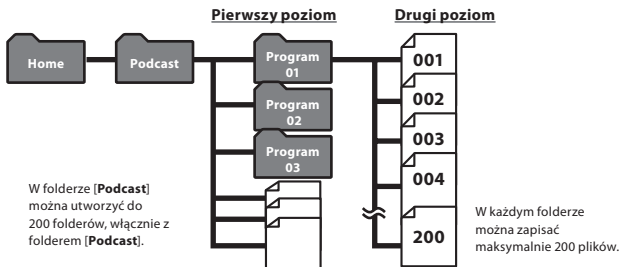 Pierwszy poziom
Drugi poziom
Home
Podcast
Program
01
Program
02
Program
03
001
002
003
004
200
W folderze [Podcast]
można utworzyć do
200 folderów, włącznie z
folderem [Podcast].
W każdym folderze
można zapisać
maksymalnie 200 plików.